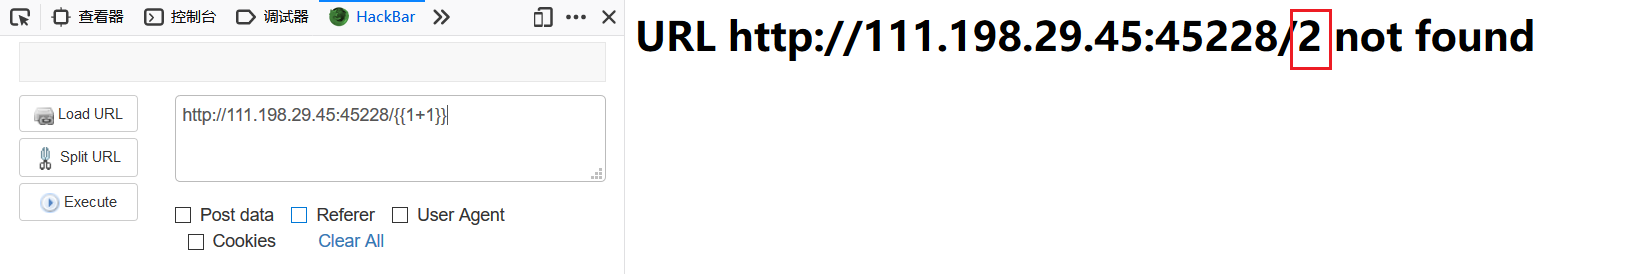 查看器 控制台 调试器 HackBar
Load URL
Split URL
Execute
http://111.198.29.45:45228/{{1+1}}
Post data Referer User Agent
Cookies Clear All
URL http://111.198.29.45:45228/2 not found